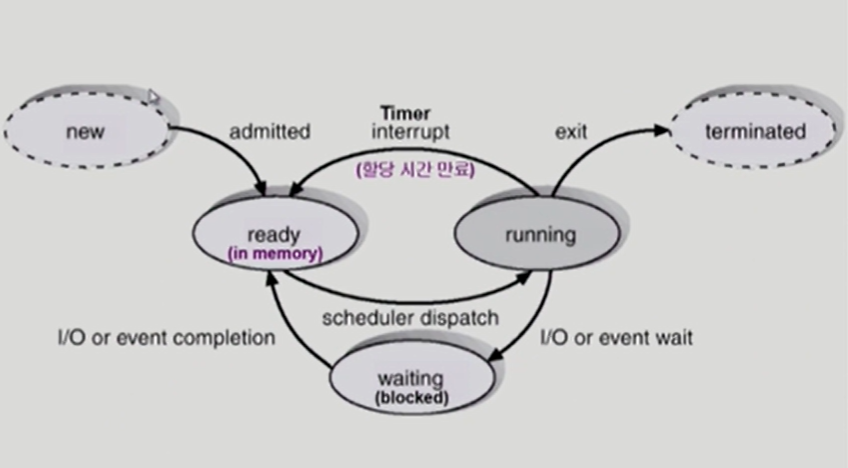 new
admitted
Timer
interrupt
(할당 시간 만료)
exit
terminated
ready
(in memory)
running
scheduler dispatch
I/O or event completion
I/O or event wait
waiting
(blocked)